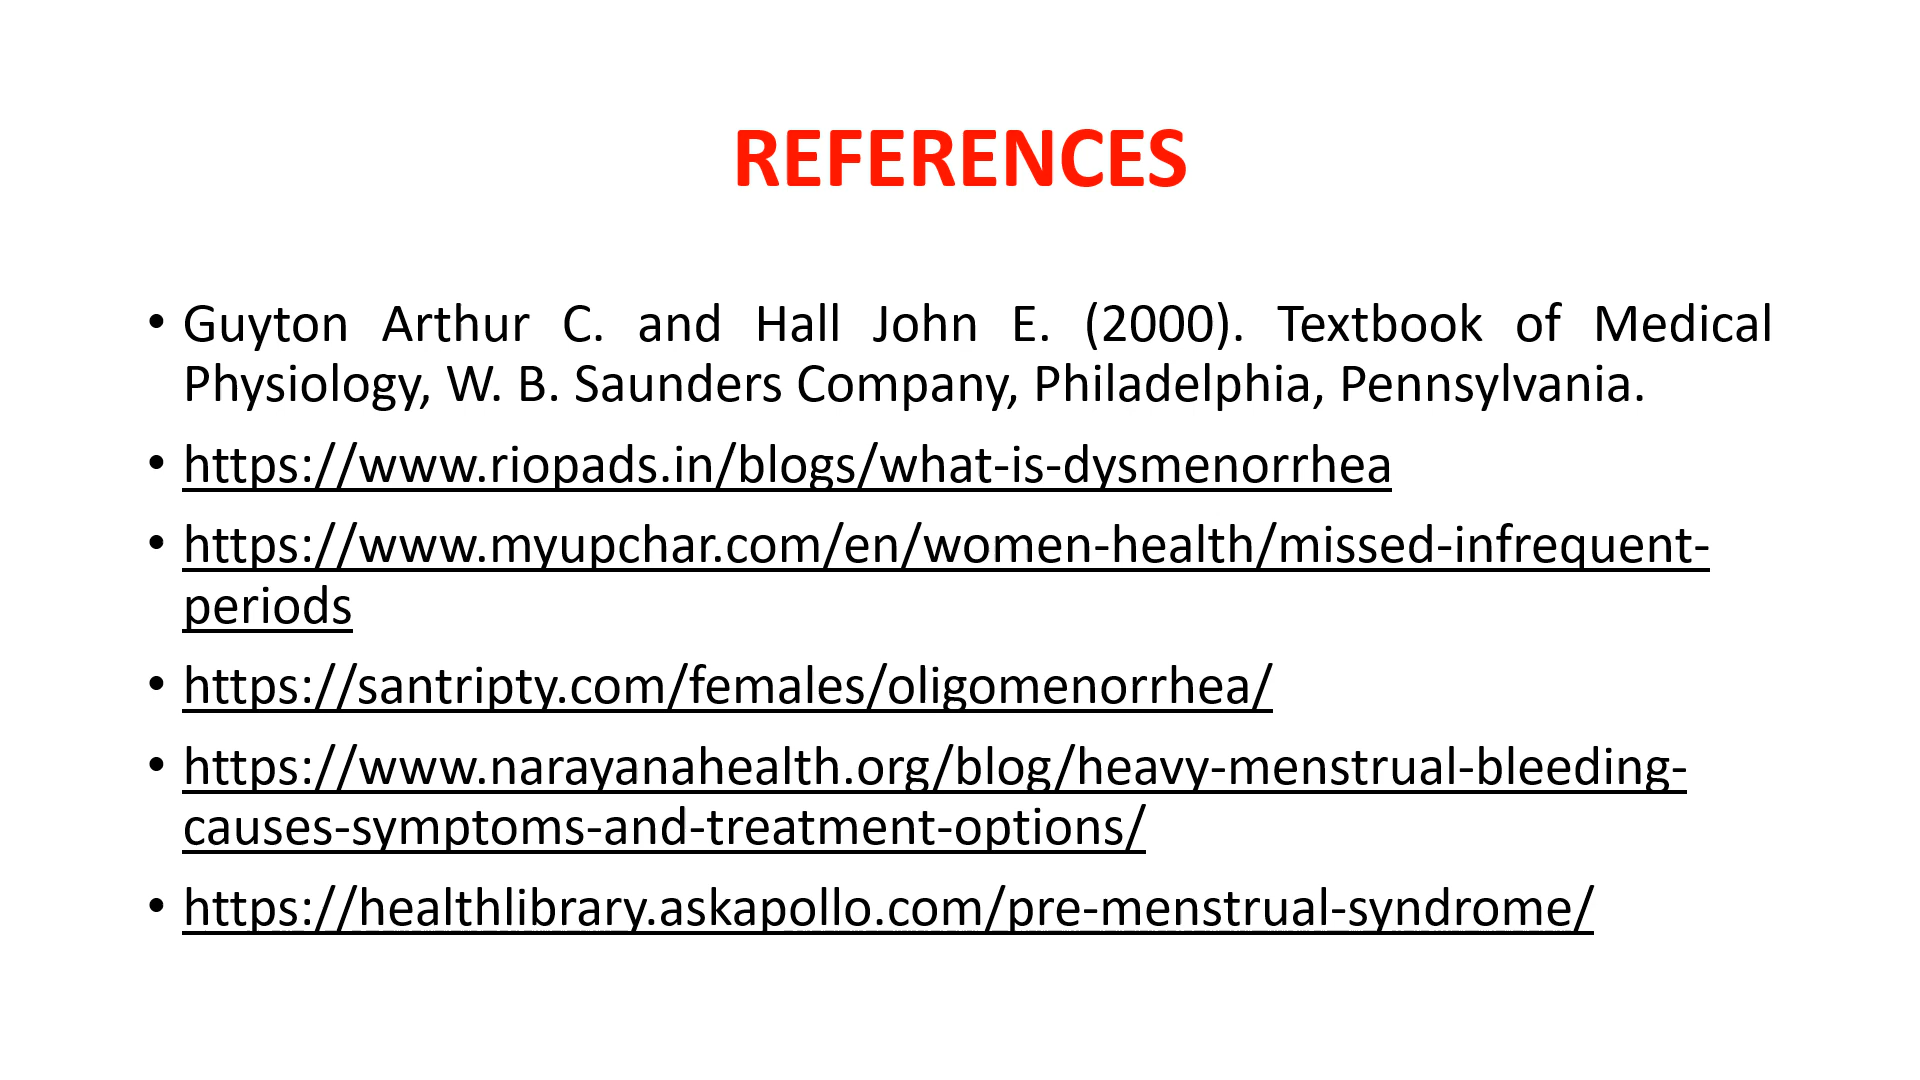 REFERENCES
• Guyton Arthur C. and Hall John E. (2000). Textbook of Medical
Physiology, W. B. Saunders Company, Philadelphia, Pennsylvania.
• https://www.riopads.in/blogs/what-is-dysmenorrhea
• https://www.myupchar.com/en/women-health/missed-infrequent-
periods
• https://santripty.com/females/oligomenorrhea/
• https://www.narayanahealth.org/blog/heavy-menstrual-bleeding-
causes-symptoms-and-treatment-options/
• https://healthlibrary.askapollo.com/pre-menstrual-syndrome/